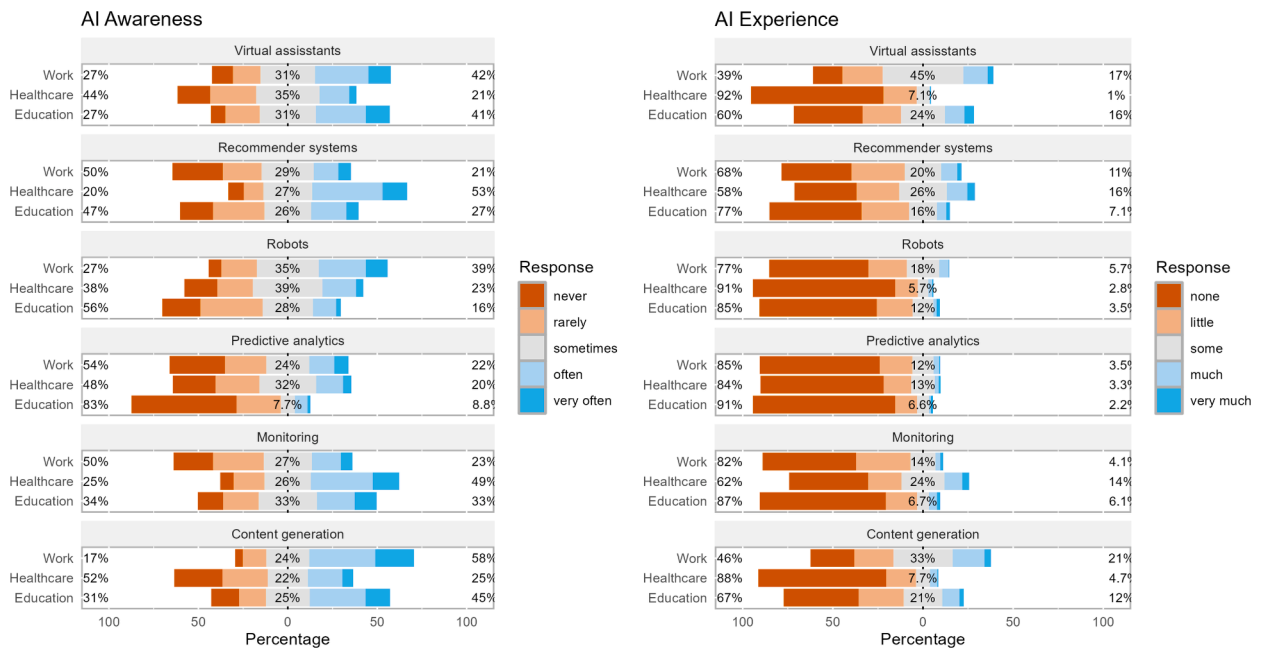 AI Awareness
Virtual assisstants
Work 27% 31% 42%
Healthcare 44% 35% 21%
Education 27% 31% 41%
Recommender systems
Work 50% 29% 21%
Healthcare 20% 27% 53%
Education 47% 26% 27%
Robots
Work 27% 35% 39%
Healthcare 38% 39% 23%
Education 56% 28% 16%
Predictive analytics
Work 54% 24% 22%
Healthcare 48% 32% 20%
Education 83% 7.7% 8.8%
Monitoring
Work 50% 27% 23%
Healthcare 25% 26% 49%
Education 34% 33% 33%
Content generation
Work 17% 24% 58%
Healthcare 52% 22% 25%
Education 31% 25% 45%
100 50 0 50 100
Percentage
Response
never
rarely
sometimes
often
very often
AI Experience
Virtual assisstants
Work 39% 45% 17%
Healthcare 92% 7.1% 1%
Education 60% 24% 16%
Recommender systems
Work 68% 20% 11%
Healthcare 58% 26% 16%
Education 77% 16% 7.1%
Robots
Work 77% 18% 5.7%
Healthcare 91% 5.7% 2.8%
Education 85% 12% 3.5%
Predictive analytics
Work 85% 12% 3.5%
Healthcare 84% 13% 3.3%
Education 91% 6.6% 2.2%
Monitoring
Work 82% 14% 4.1%
Healthcare 62% 24% 14%
Education 87% 6.7% 6.1%
Content generation
Work 46% 33% 21%
Healthcare 88% 7.7% 4.7%
Education 67% 21% 12%
100 50 0 50 100
Percentage
Response
none
little
some
much
very much